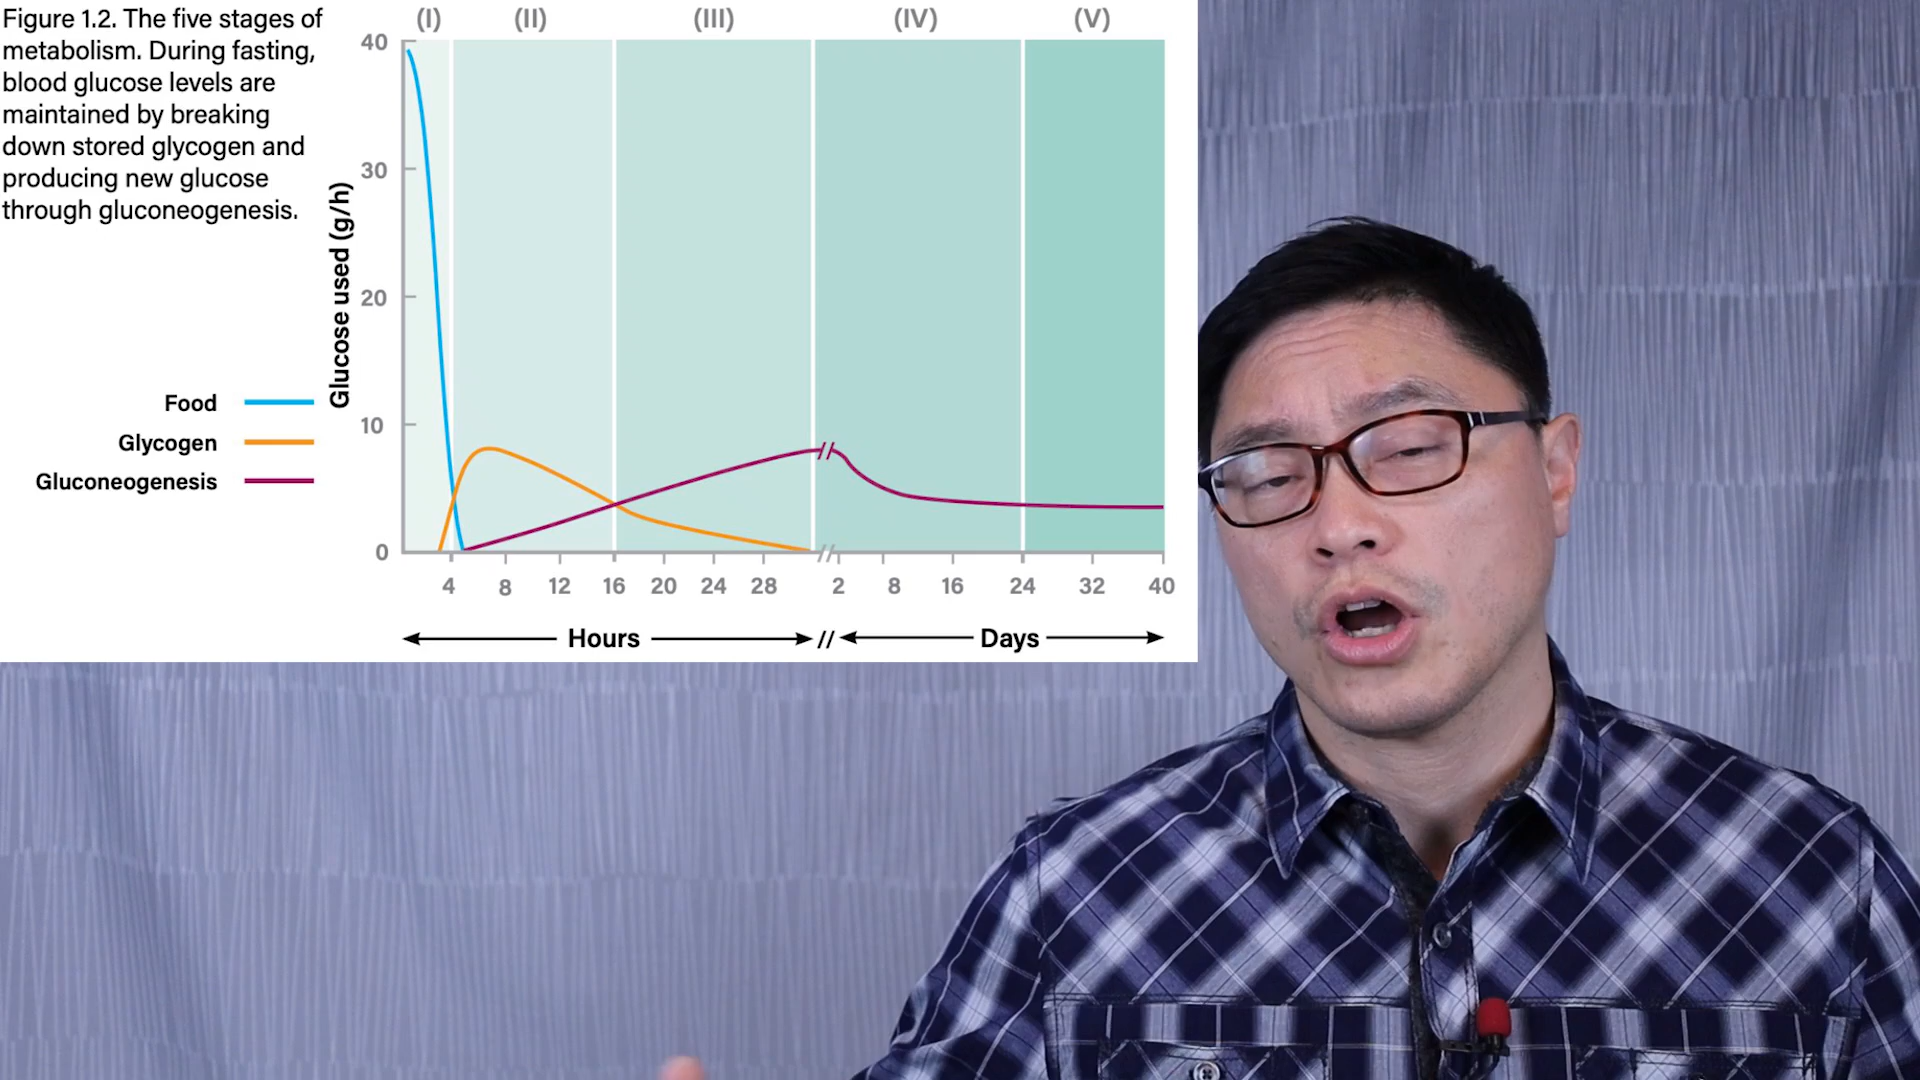 Figure 1.2. The five stages of
metabolism. During fasting,
blood glucose levels are
maintained by breaking
down stored glycogen and
producing new glucose
through gluconeogenesis.
(I) (II) (III) (IV) (V)
40
30
20
10
0
Glucose used (g/h)
Food
Glycogen
Gluconeogenesis
4 8 12 16 20 24 28 // 2 8 16 24 32 40
Hours // Days